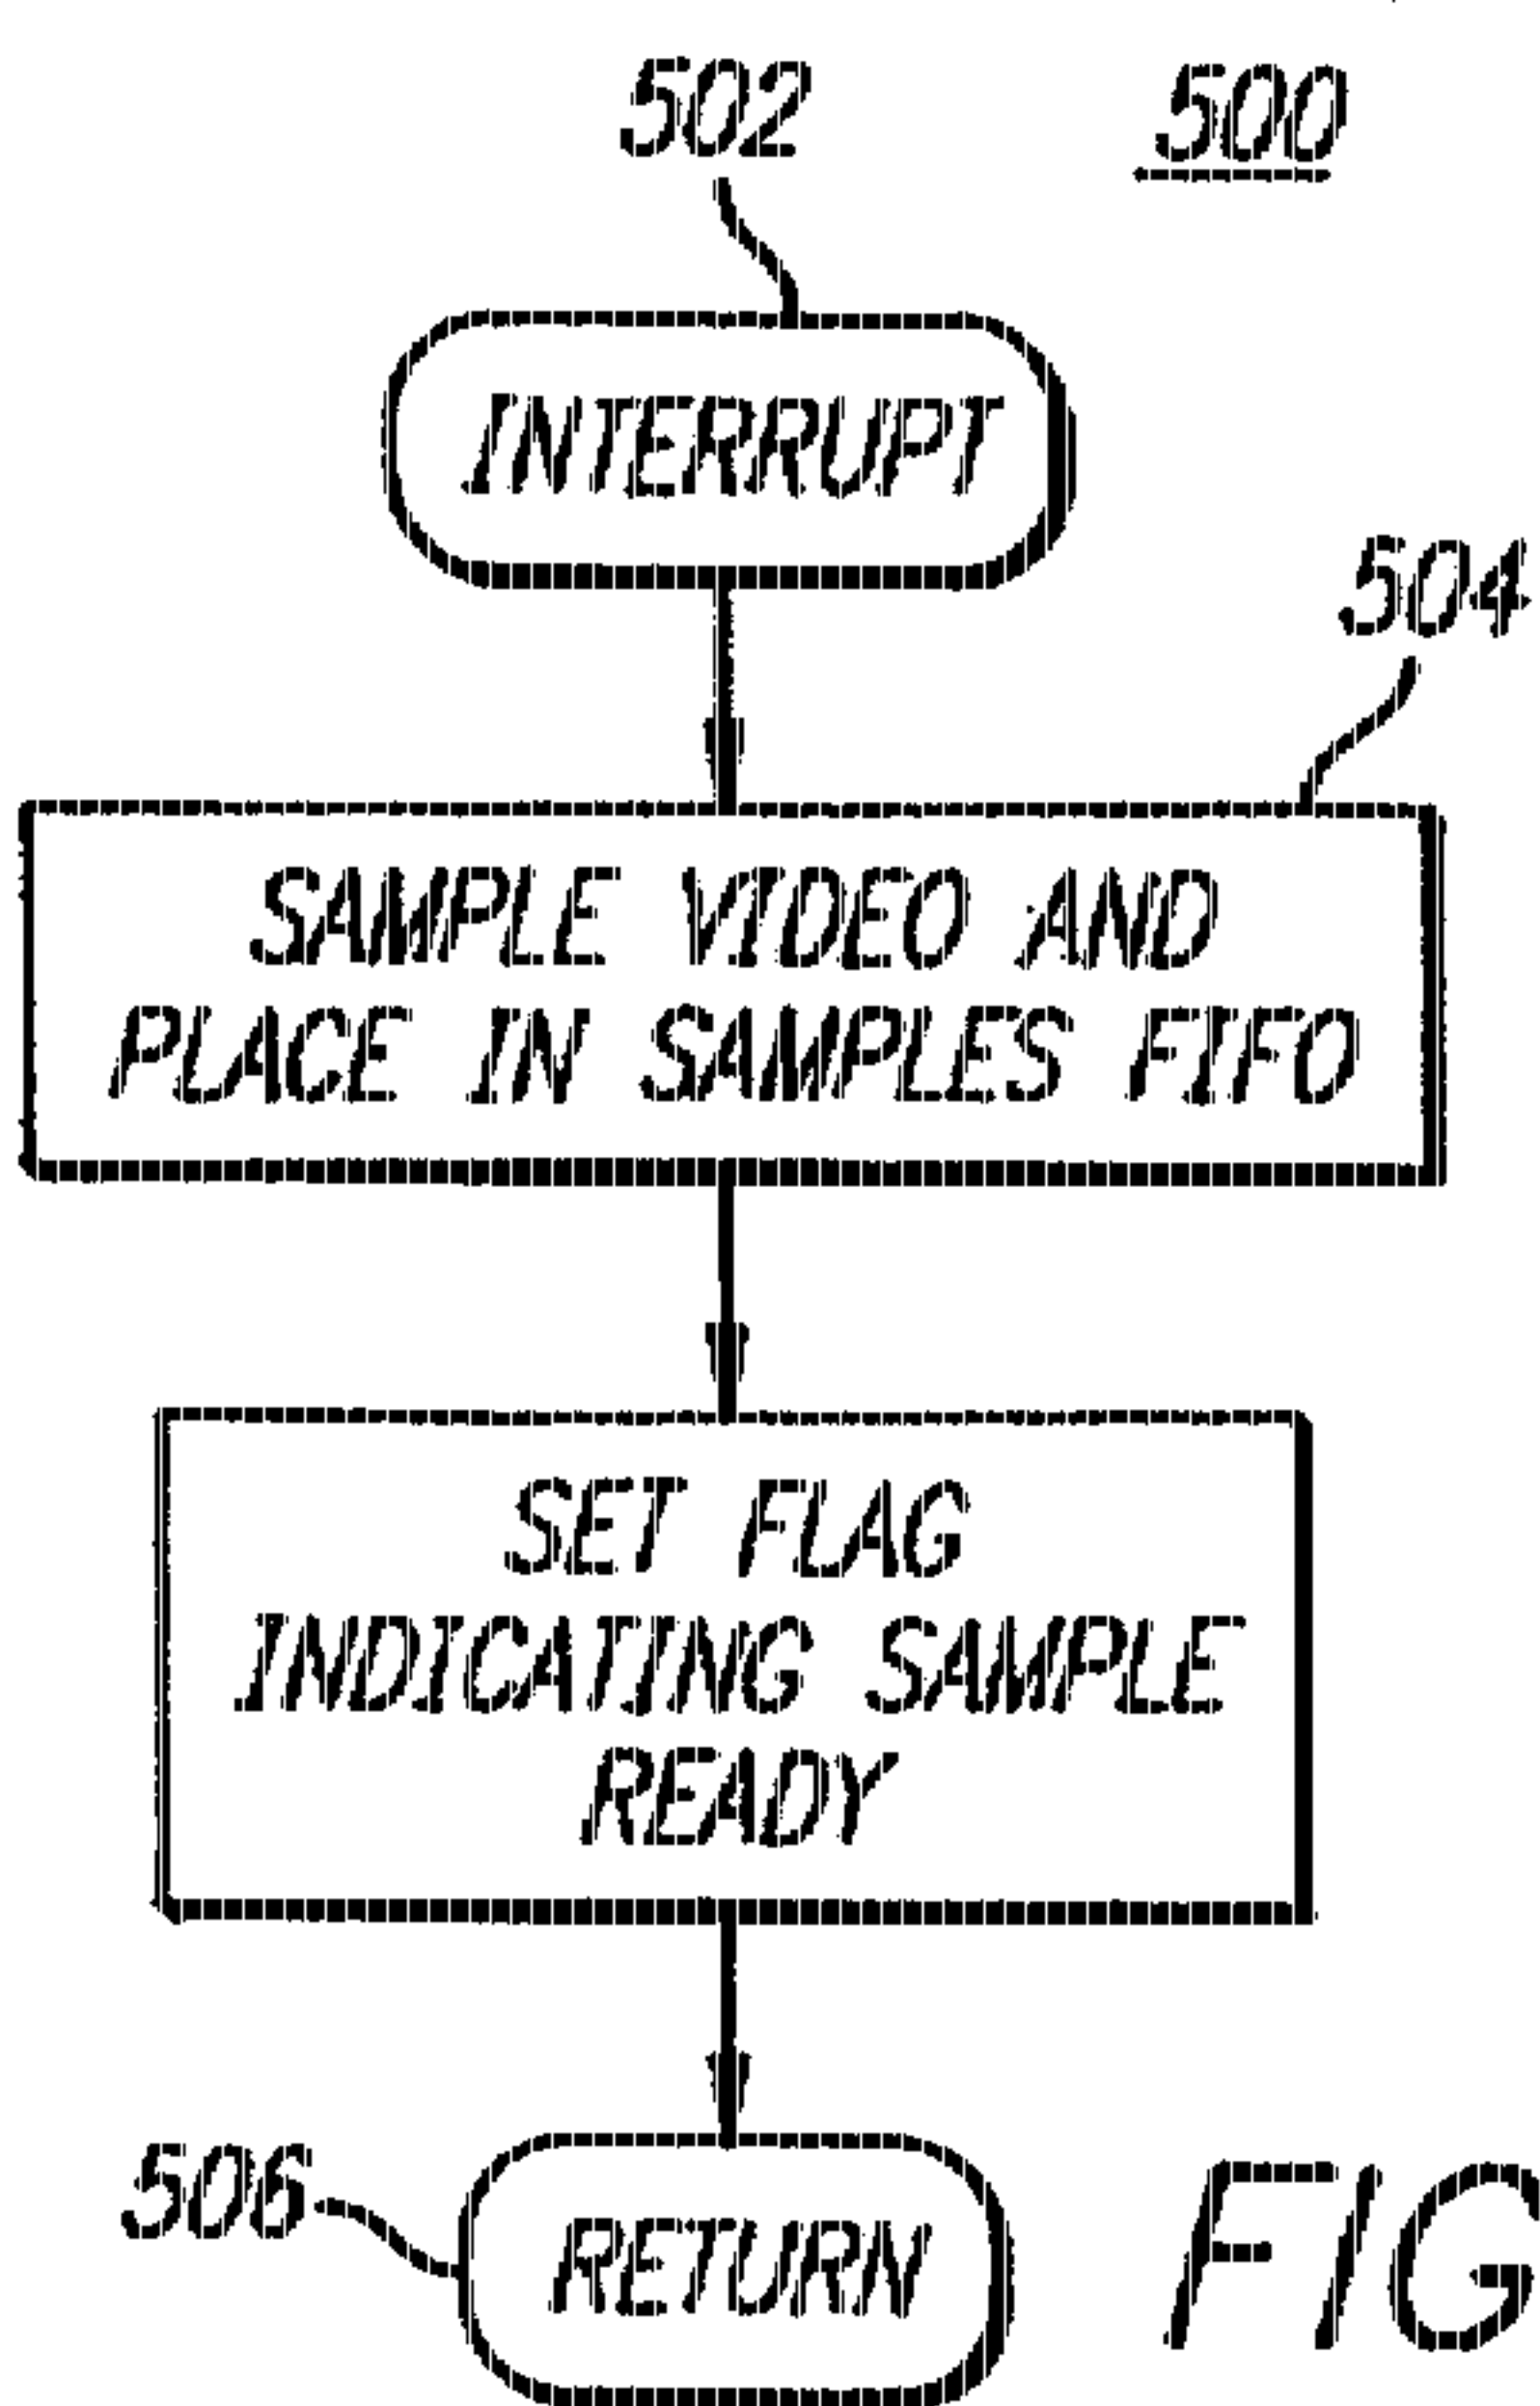 502
500
INTERRUPT
504
SAMPLE VIDEO AND
PLACE IN SAMPLES FIFO
SET FLAG
INDICATING SAMPLE
READY
506
RETURN
FIG